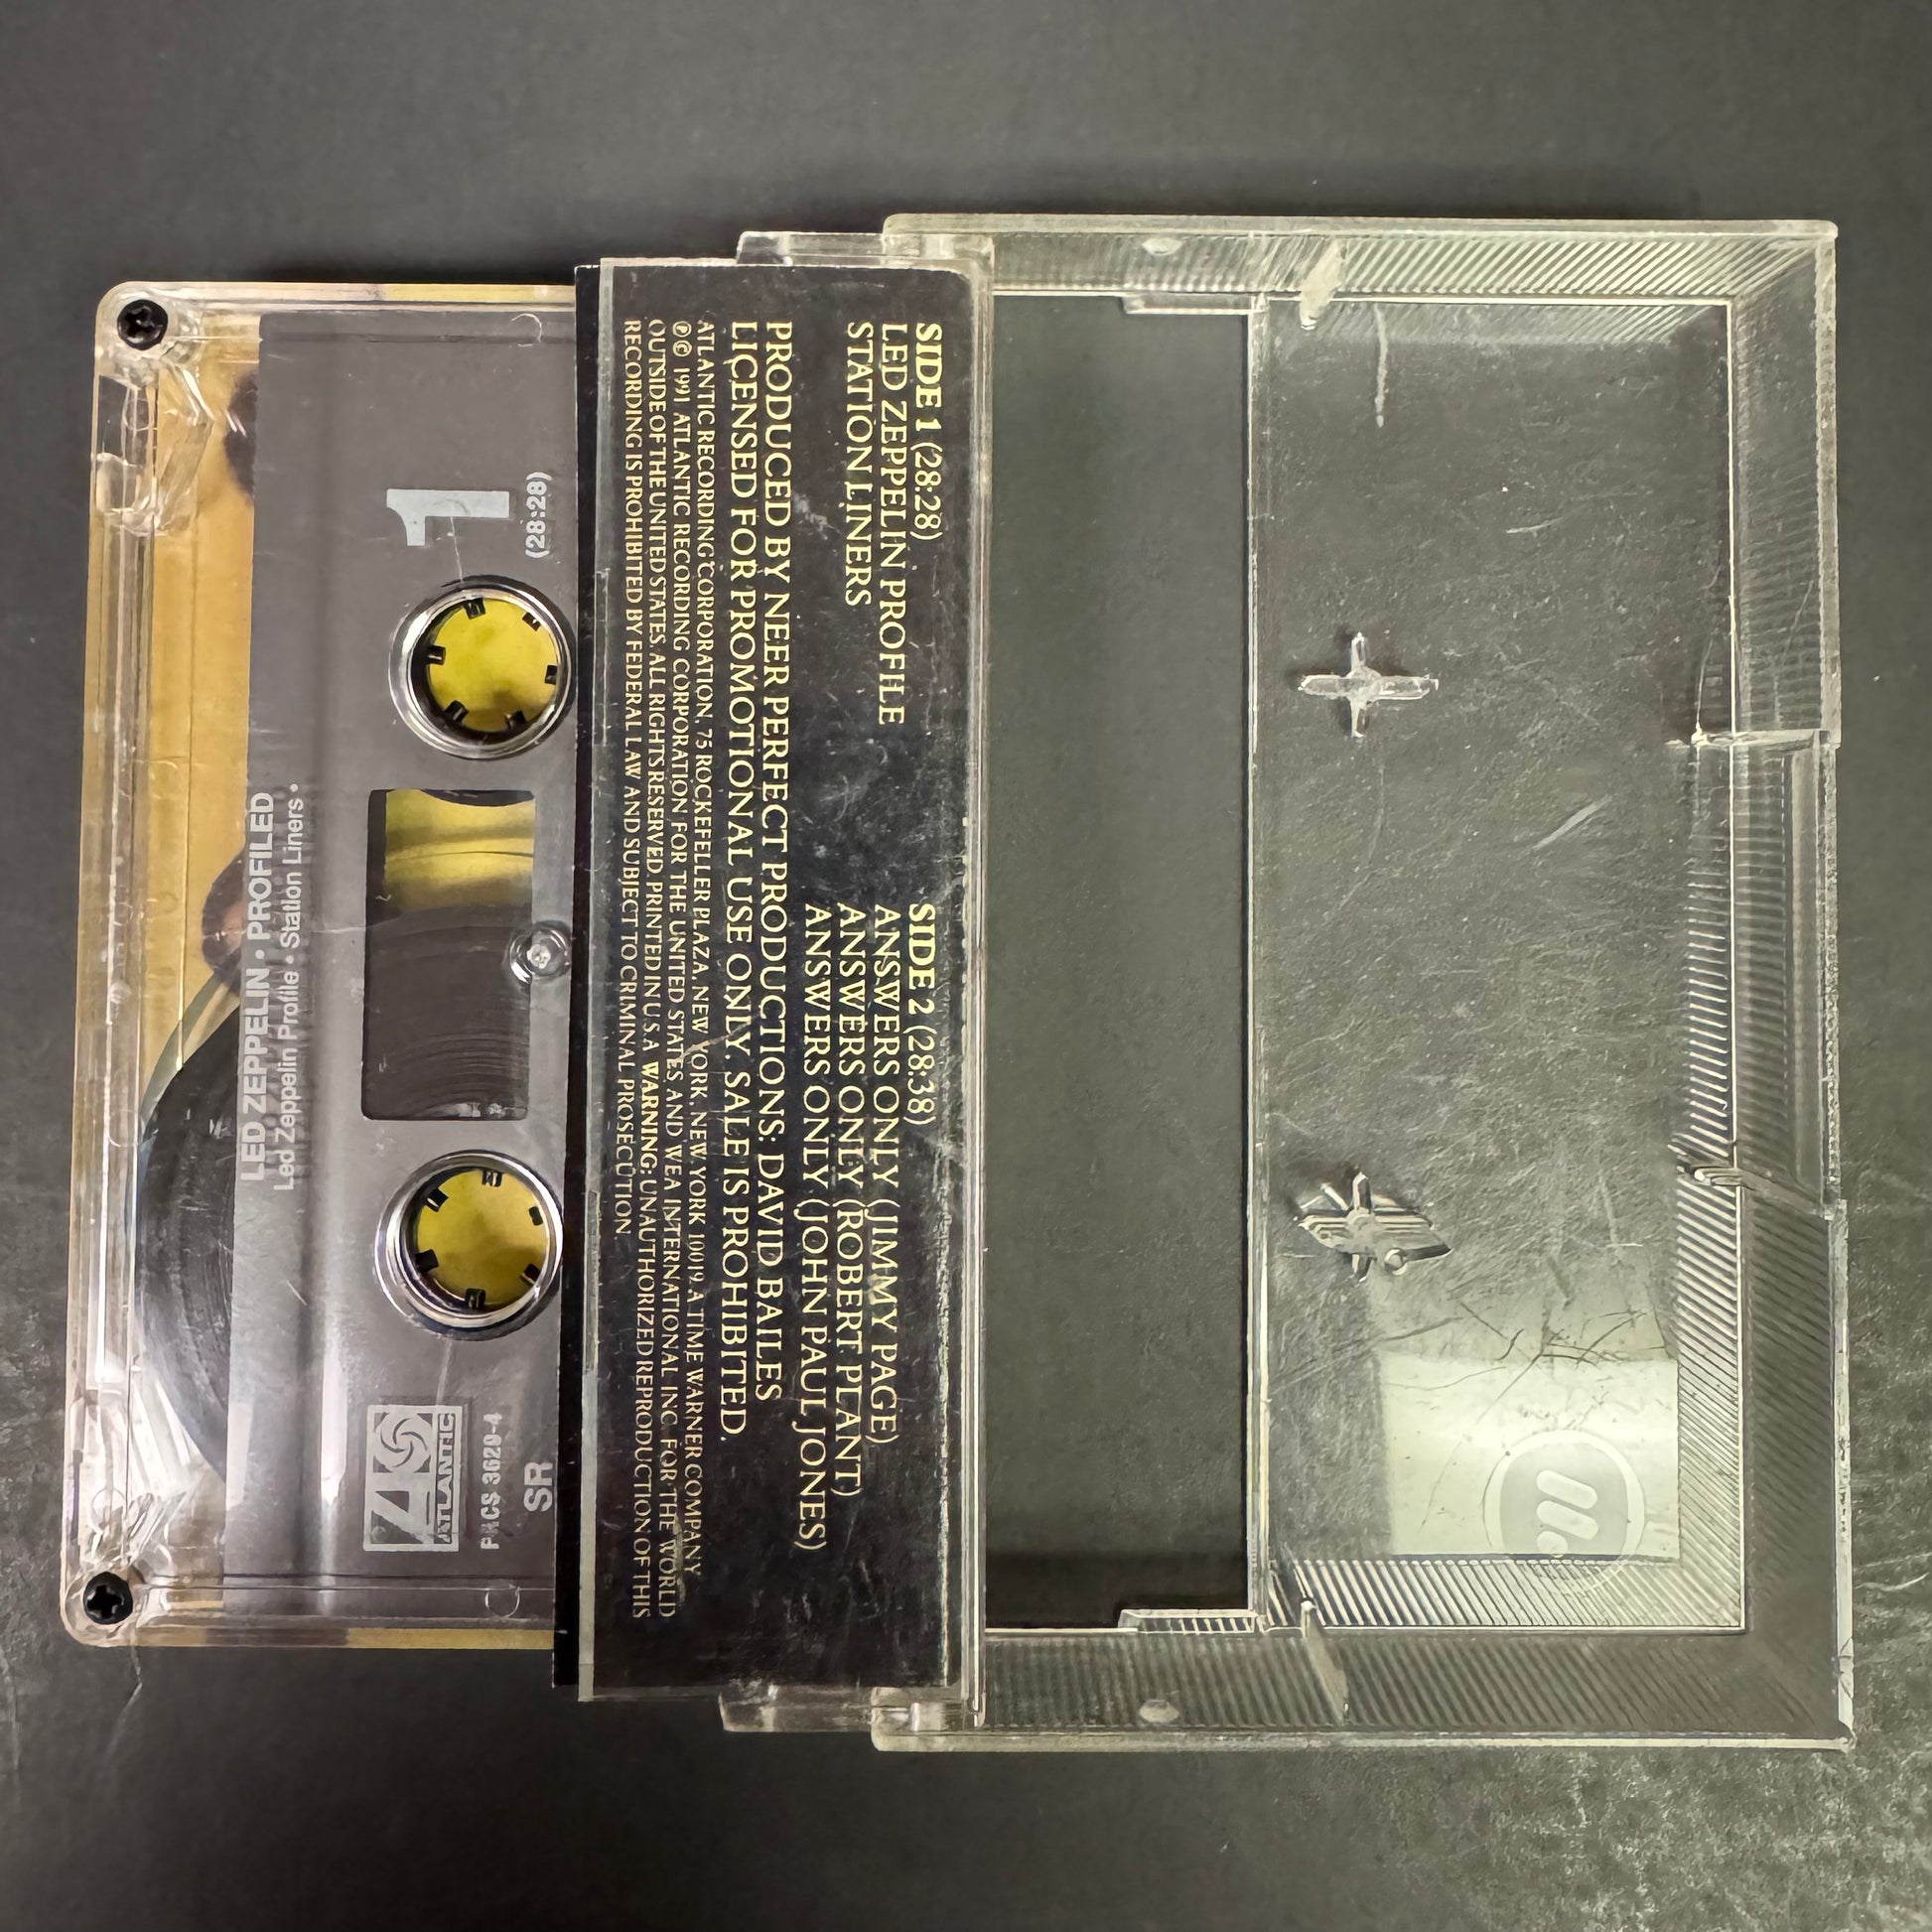 SIDE 1 (28:28)
LED ZEPPELIN PROFILE
STATION LINERS
SIDE 2 (28:38)
ANSWERS ONLY (JIMMY PAGE)
ANSWERS ONLY (ROBERT PLANT)
ANSWERS ONLY (JOHN PAUL JONES)
PRODUCED BY NEER PERFECT PRODUCTIONS: DAVID BAILES
LICENSED FOR PROMOTIONAL USE ONLY. SALE IS PROHIBITED.
ATLANTIC RECORDING CORPORATION, 75 ROCKEFELLER PLAZA, NEW YORK, NEW YORK 10019. A TIME WARNER COMPANY
℗© 1991 ATLANTIC RECORDING CORPORATION FOR THE UNITED STATES AND WEA INTERNATIONAL INC. FOR THE WORLD
OUTSIDE OF THE UNITED STATES. ALL RIGHTS RESERVED. PRINTED IN U.S.A. WARNING: UNAUTHORIZED REPRODUCTION OF THIS
RECORDING IS PROHIBITED BY FEDERAL LAW AND SUBJECT TO CRIMINAL PROSECUTION.
LED ZEPPELIN • PROFILED
Led Zeppelin Profile • Station Liners •
1
(28:28)
ATLANTIC
PRCS 3629-4
SR